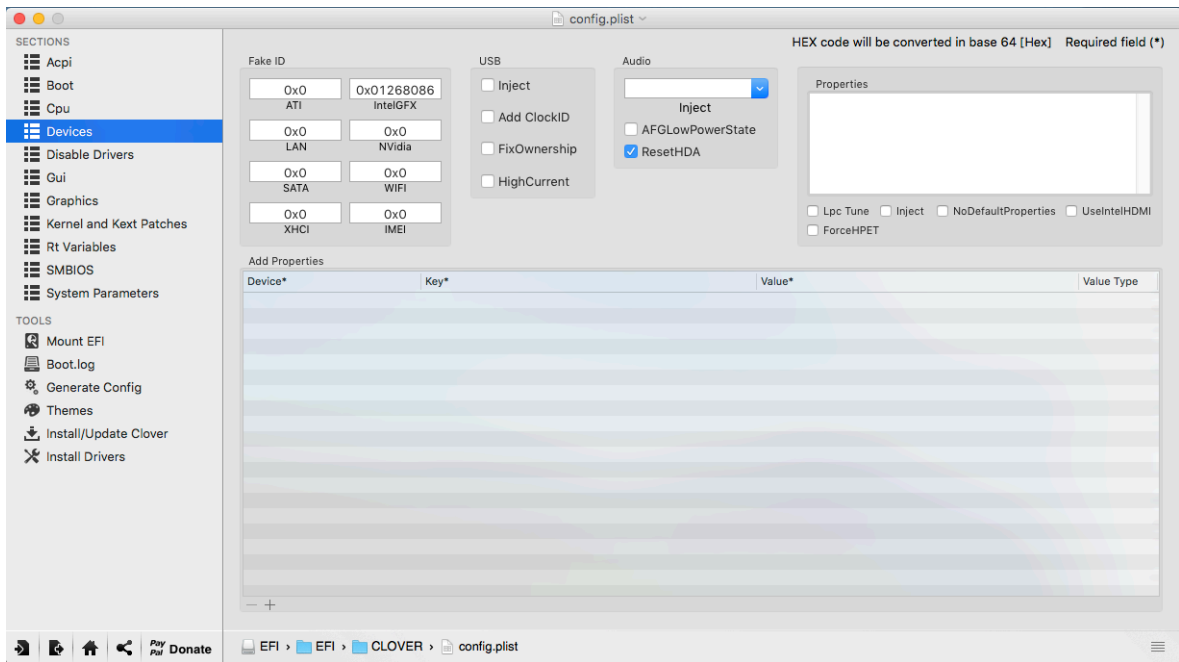 config.plist
SECTIONS
Acpi
Boot
Cpu
Devices
Disable Drivers
Gui
Graphics
Kernel and Kext Patches
Rt Variables
SMBIOS
System Parameters
TOOLS
Mount EFI
Boot.log
Generate Config
Themes
Install/Update Clover
Install Drivers
Pay Pal Donate
HEX code will be converted in base 64 [Hex] Required field (*)
Fake ID
0x0 0x01268086
ATI IntelGFX
0x0 0x0
LAN NVidia
0x0 0x0
SATA WIFI
0x0 0x0
XHCI IMEI
USB
Inject
Add ClockID
FixOwnership
HighCurrent
Audio
Inject
AFGLowPowerState
ResetHDA
Properties
Lpc Tune Inject NoDefaultProperties UseIntelHDMI
ForceHPET
Add Properties
Device* Key* Value* Value Type
EFI › EFI › CLOVER › config.plist